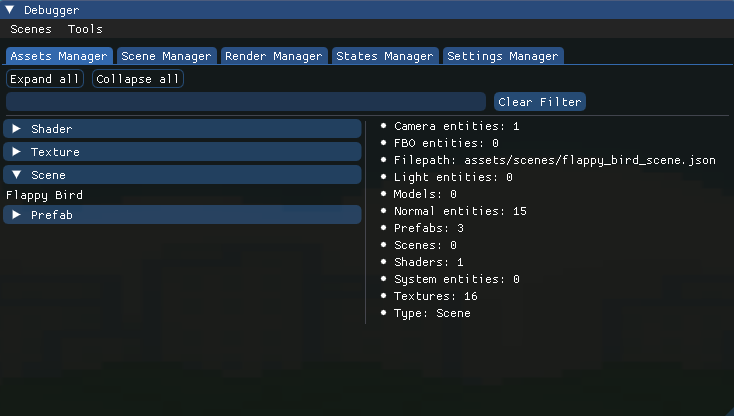 Debugger
Scenes Tools
Assets Manager Scene Manager Render Manager States Manager Settings Manager
Expand all Collapse all
Clear Filter
Shader
Texture
Scene
Flappy Bird
Prefab
Camera entities: 1
FBO entities: 0
Filepath: assets/scenes/flappy_bird_scene.json
Light entities: 0
Models: 0
Normal entities: 15
Prefabs: 3
Scenes: 0
Shaders: 1
System entities: 0
Textures: 16
Type: Scene